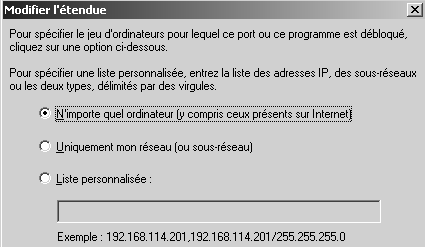 Modifier l'étendue
Pour spécifier le jeu d'ordinateurs pour lequel ce port ou ce programme est débloqué,
cliquez sur une option ci-dessous.
Pour spécifier une liste personnalisée, entrez la liste des adresses IP, des sous-réseaux
ou les deux types, délimités par des virgules.
N'importe quel ordinateur (y compris ceux présents sur Internet)
Uniquement mon réseau (ou sous-réseau)
Liste personnalisée :
Exemple : 192.168.114.201,192.168.114.201/255.255.255.0